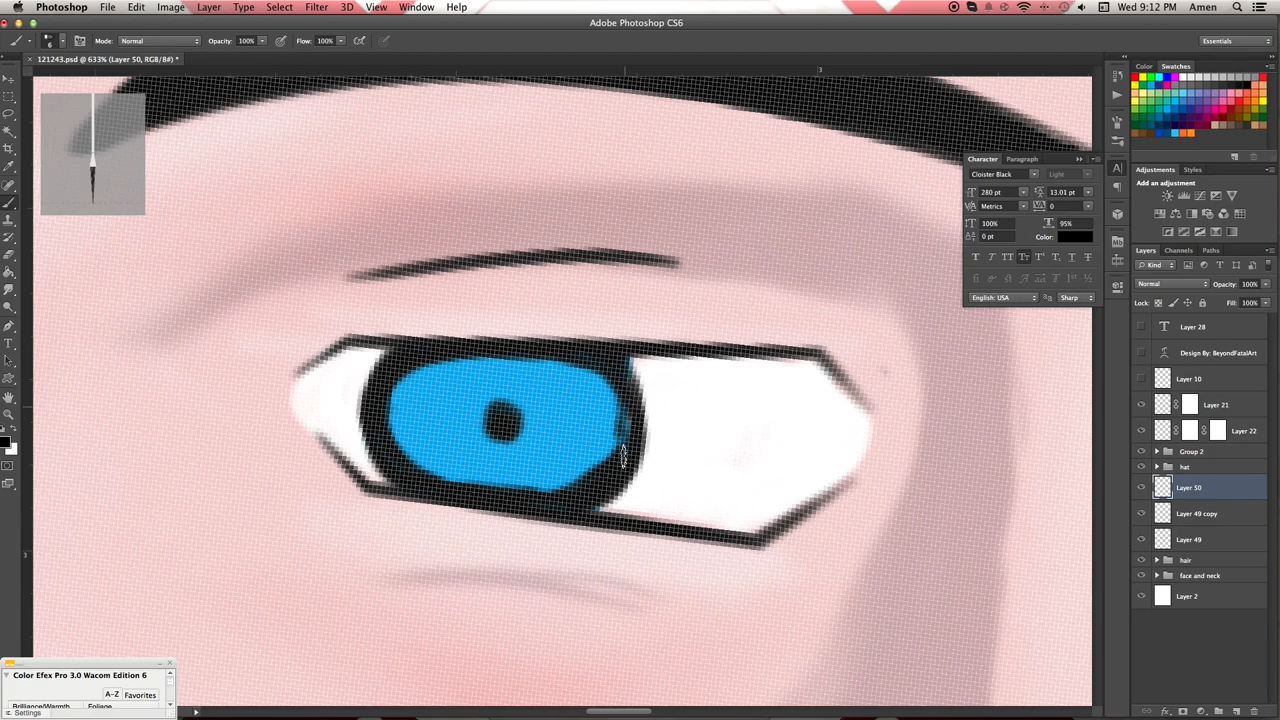 Photoshop File Edit Image Layer Type Select Filter 3D View Window Help Wed 9:12 PM Amen
Adobe Photoshop CS6
6 Mode: Normal Opacity: 100% Flow: 100% Essentials
121243.psd @ 633% (Layer 50, RGB/8#) *
3
Color Swatches
Character Paragraph
Cloister Black Light
280 pt 13.01 pt
Metrics 0
100% 95%
0 pt Color:
English: USA Sharp
Adjustments Styles
Add an adjustment
Layers Channels Paths
Kind
Normal Opacity: 100%
Lock: Fill: 100%
Layer 28
Design By: BeyondFatalArt
Layer 10
Layer 21
Layer 22
Group 2
hat
Layer 50
Layer 49 copy
Layer 49
hair
face and neck
Layer 2
3
Color Efex Pro 3.0 Wacom Edition 6
A-Z Favorites
Brilliance/Warmth Foliage
Settings